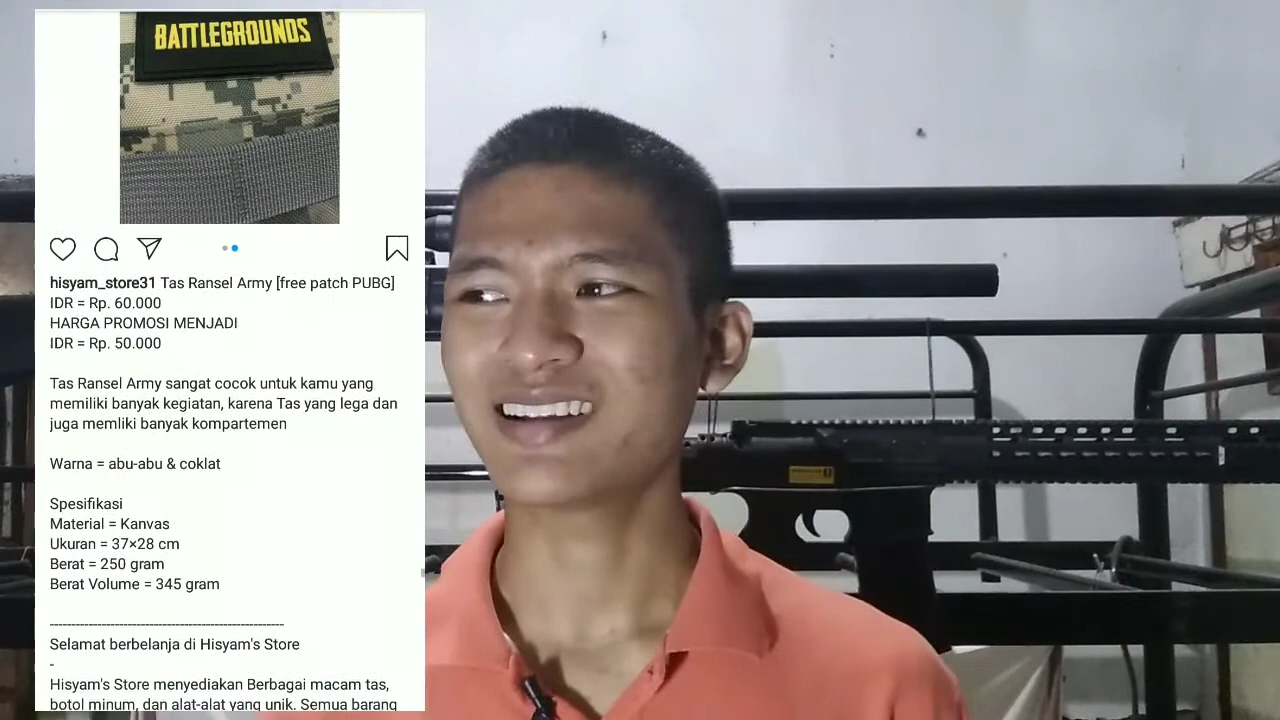 BATTLEGROUNDS
hisyam_store31 Tas Ransel Army [free patch PUBG]
IDR = Rp. 60.000
HARGA PROMOSI MENJADI
IDR = Rp. 50.000
Tas Ransel Army sangat cocok untuk kamu yang
memiliki banyak kegiatan, karena Tas yang lega dan
juga memliki banyak kompartemen
Warna = abu-abu & coklat
Spesifikasi
Material = Kanvas
Ukuran = 37×28 cm
Berat = 250 gram
Berat Volume = 345 gram
------------------------------------------------------
Selamat berbelanja di Hisyam's Store
-
Hisyam's Store menyediakan Berbagai macam tas,
botol minum, dan alat-alat yang unik. Semua barang